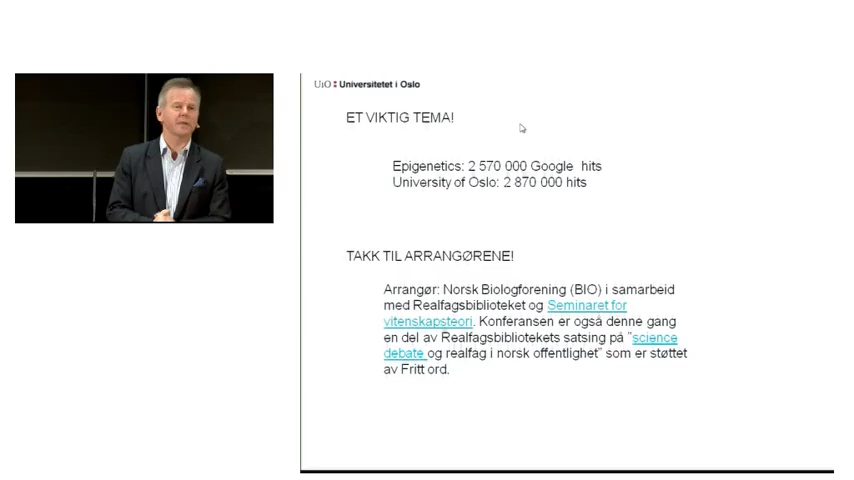 UiO : Universitetet i Oslo
ET VIKTIG TEMA!
Epigenetics: 2 570 000 Google hits
University of Oslo: 2 870 000 hits
TAKK TIL ARRANGØRENE!
Arrangør: Norsk Biologforening (BIO) i samarbeid
med Realfagsbiblioteket og Seminaret for
vitenskapsteori. Konferansen er også denne gang
en del av Realfagsbibliotekets satsing på "science
debate og realfag i norsk offentlighet" som er støttet
av Fritt ord.